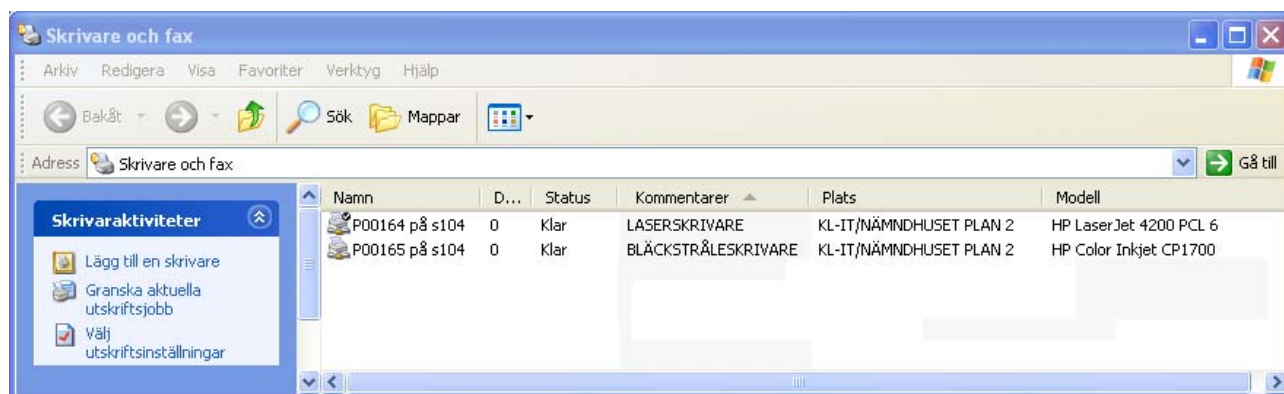 Skrivare och fax
Arkiv Redigera Visa Favoriter Verktyg Hjälp
Bakåt Sök Mappar
Adress Skrivare och fax Gå till
Skrivaraktiviteter
Lägg till en skrivare
Granska aktuella
utskriftsjobb
Välj
utskriftsinställningar
Namn D... Status Kommentarer Plats Modell
P00164 på s104 0 Klar LASERSKRIVARE KL-IT/NÄMNDHUSET PLAN 2 HP LaserJet 4200 PCL 6
P00165 på s104 0 Klar BLÄCKSTRÅLESKRIVARE KL-IT/NÄMNDHUSET PLAN 2 HP Color Inkjet CP1700